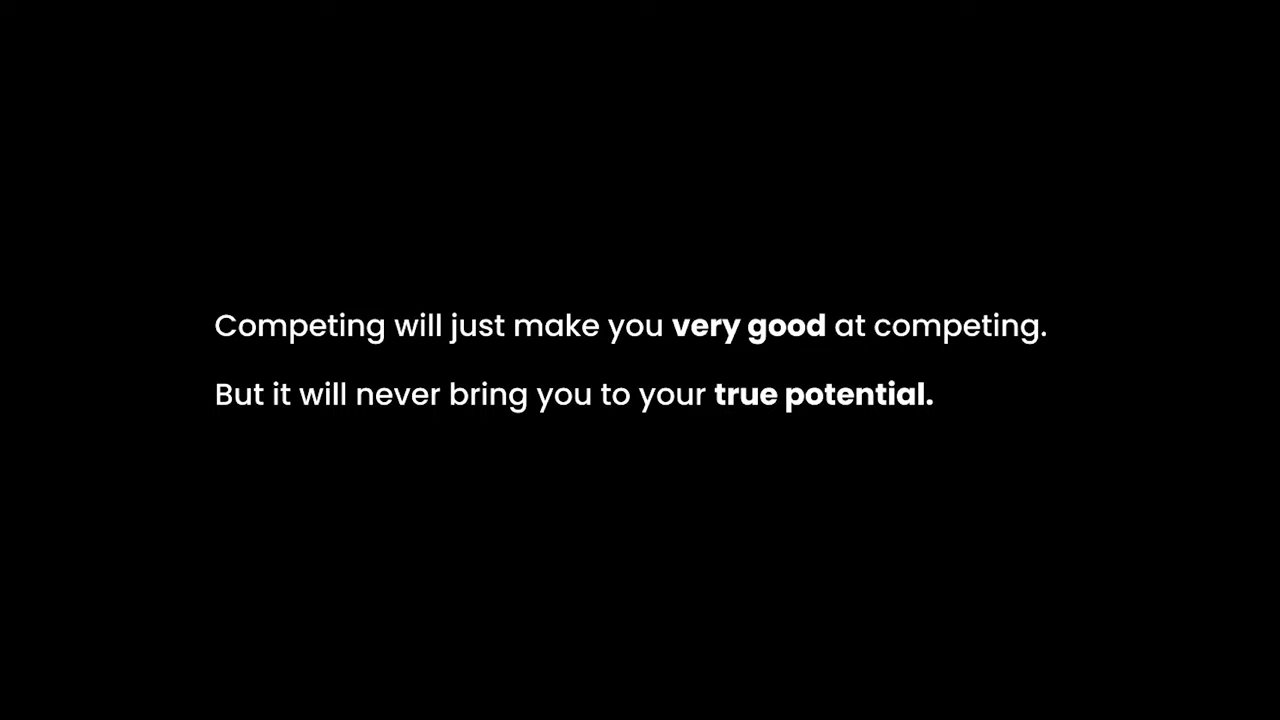 Competing will just make you very good at competing.
But it will never bring you to your true potential.